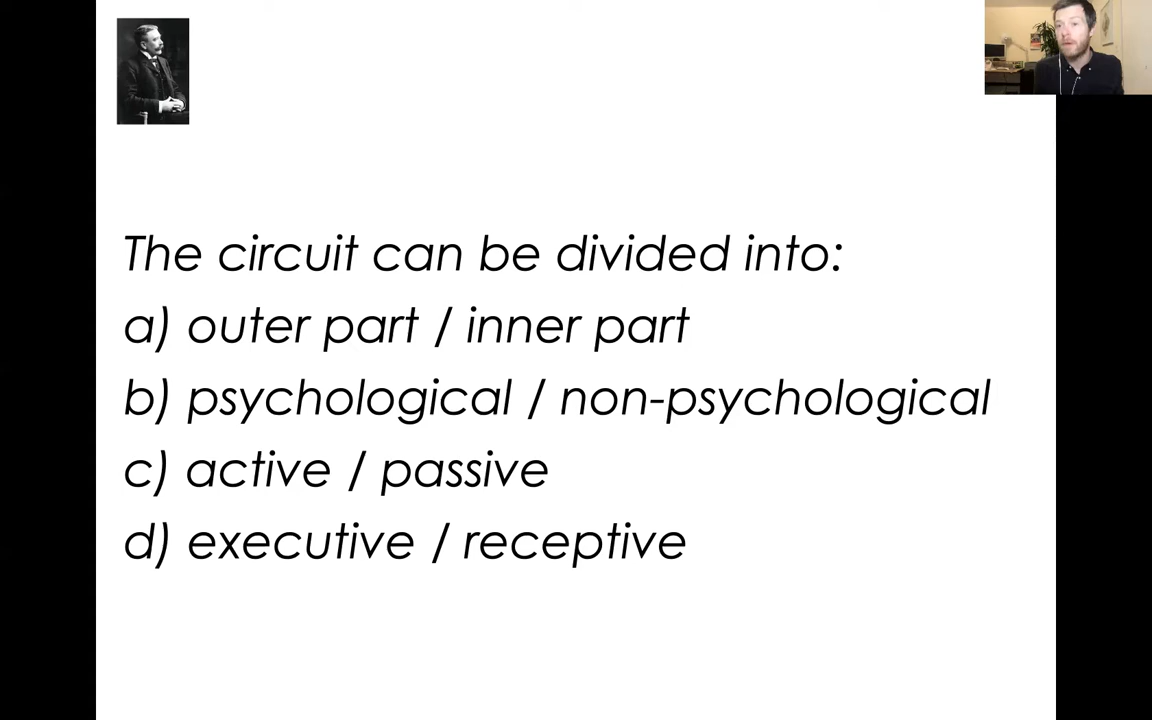 The circuit can be divided into:
a) outer part / inner part
b) psychological / non-psychological
c) active / passive
d) executive / receptive